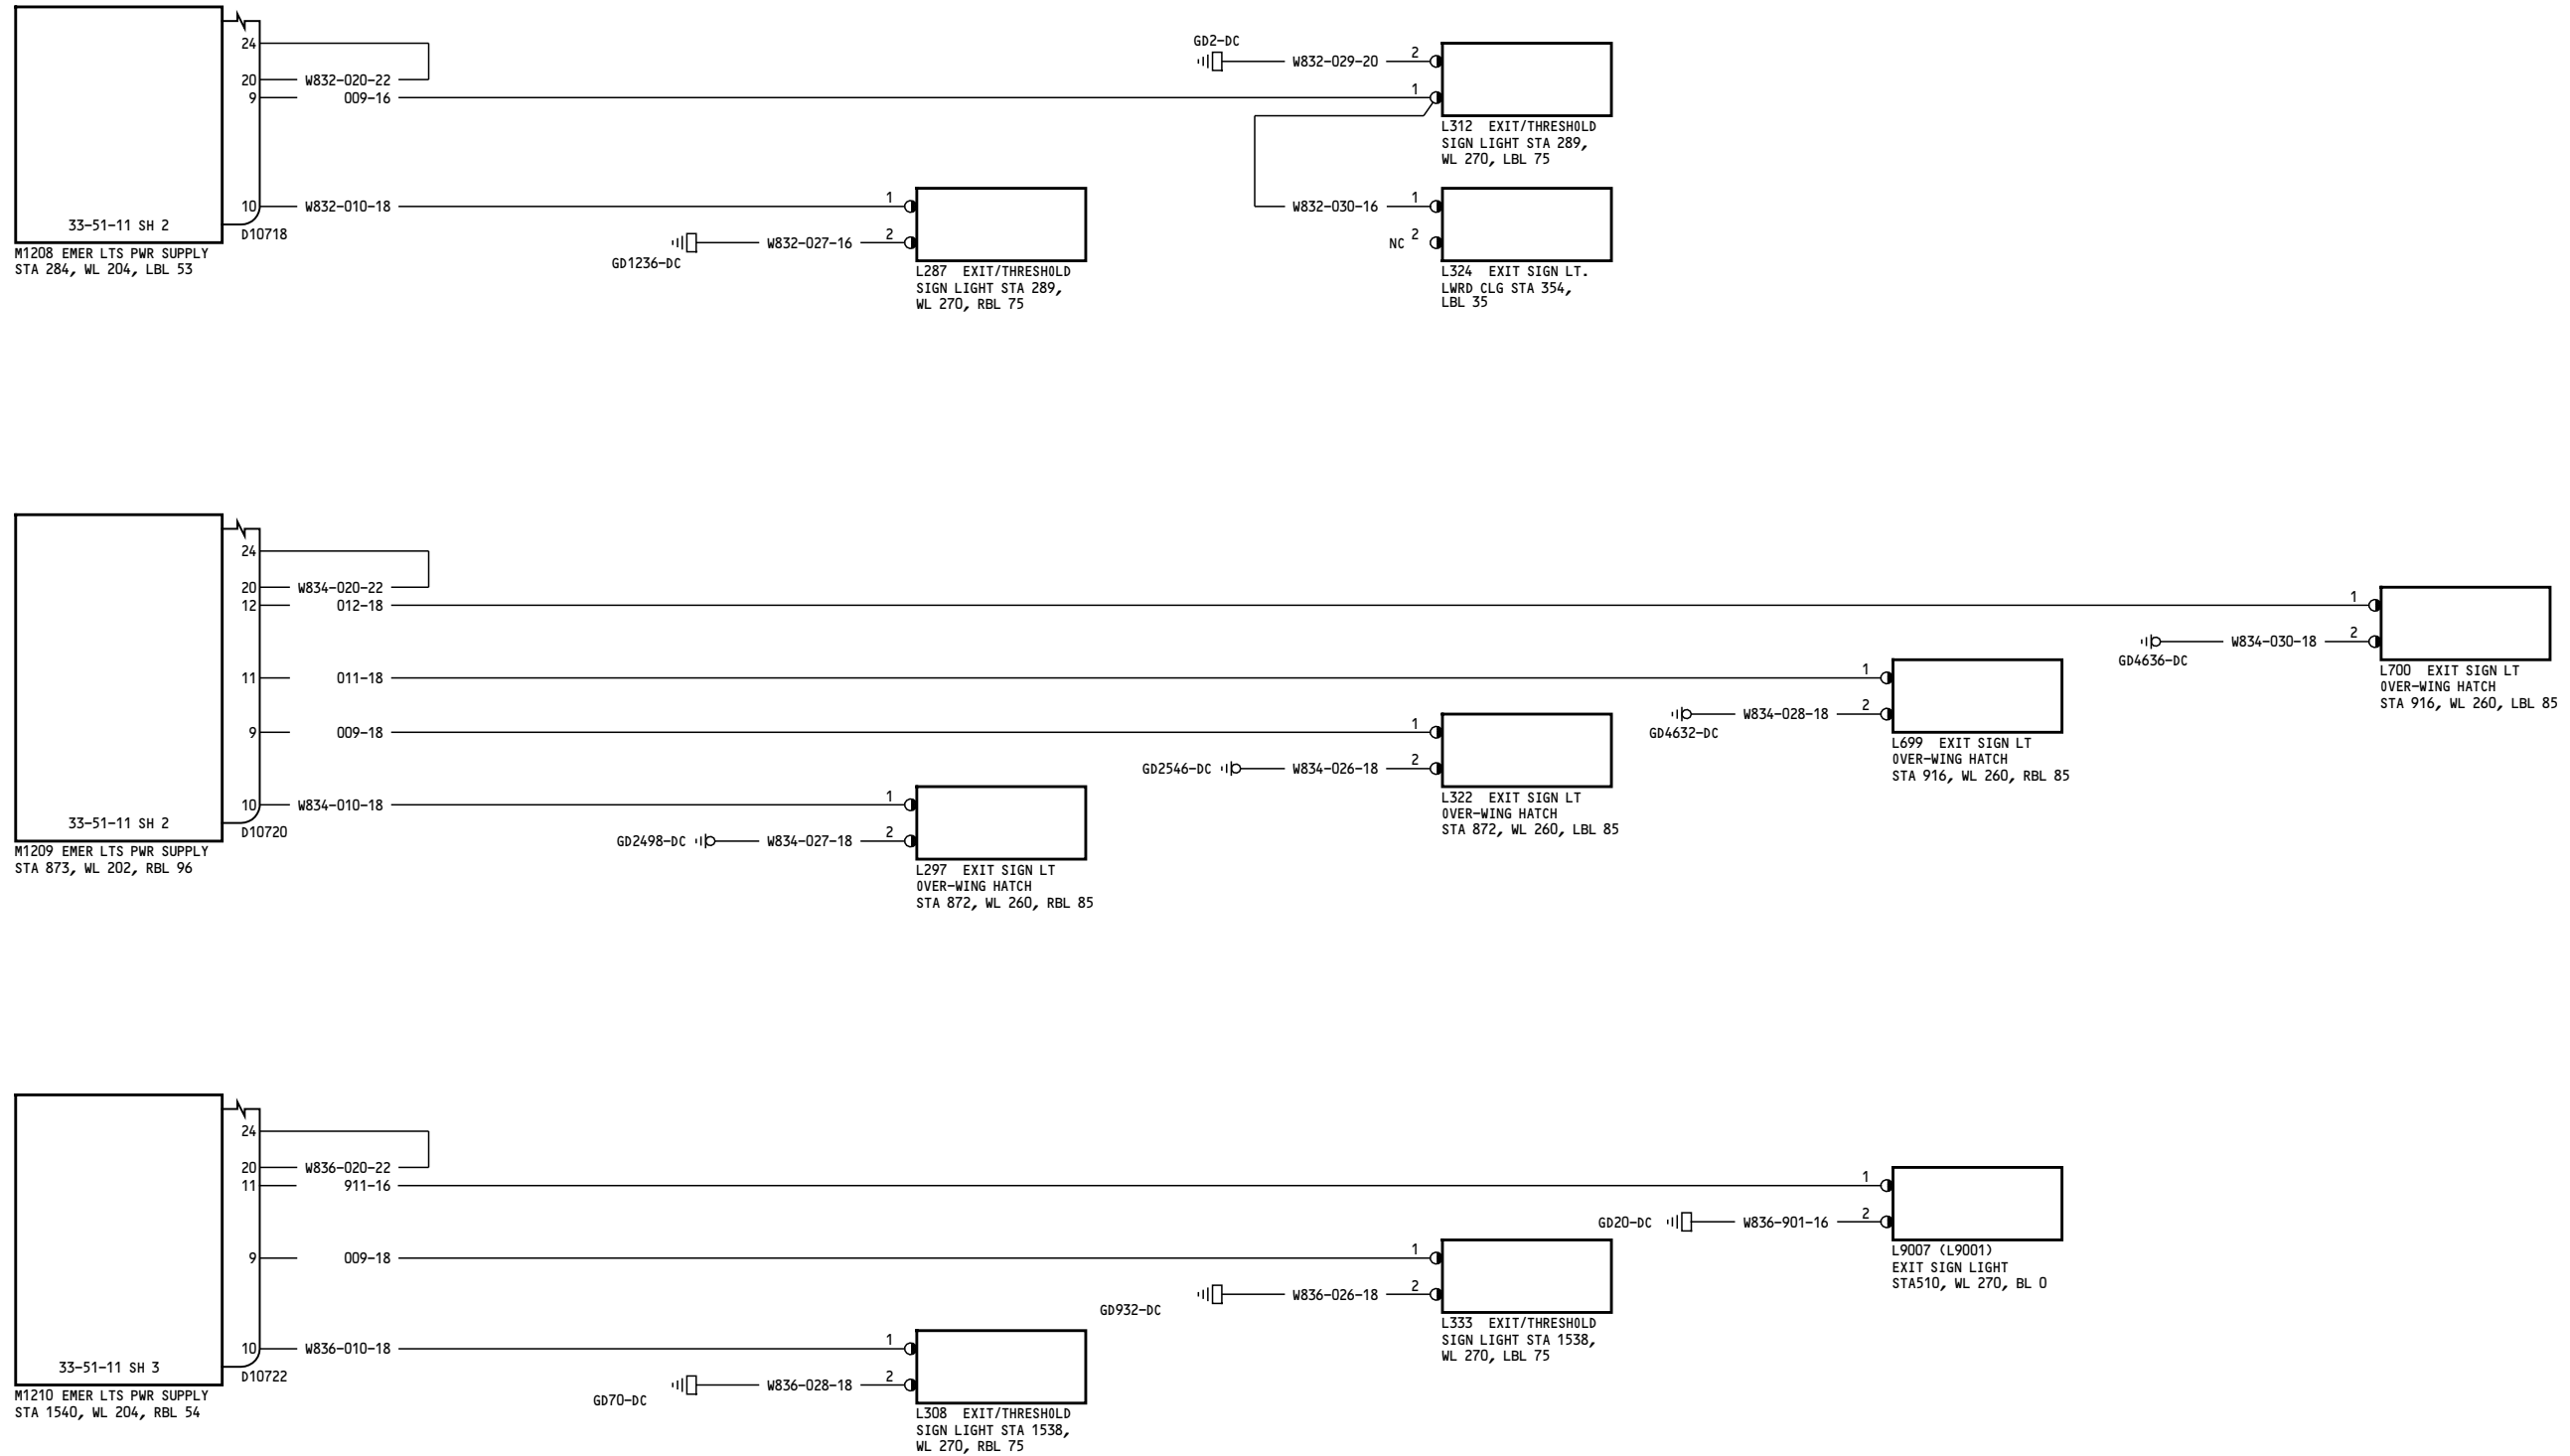 24
GD2-DC
W832-029-20 2
20 W832-020-22
9 009-16 1
L312 EXIT/THRESHOLD
SIGN LIGHT STA 289,
WL 270, LBL 75
10 W832-010-18 1
W832-030-16 1
33-51-11 SH 2
D10718
M1208 EMER LTS PWR SUPPLY
STA 284, WL 204, LBL 53
GD1236-DC
W832-027-16 2
NC 2
L287 EXIT/THRESHOLD
SIGN LIGHT STA 289,
WL 270, RBL 75
L324 EXIT SIGN LT.
LWRD CLG STA 354,
LBL 35
24
20 W834-020-22
12 012-18 1
W834-030-18 2
GD4636-DC
L700 EXIT SIGN LT
OVER-WING HATCH
STA 916, WL 260, LBL 85
11 011-18 1
W834-028-18 2
GD4632-DC
L699 EXIT SIGN LT
OVER-WING HATCH
STA 916, WL 260, RBL 85
9 009-18 1
GD2546-DC W834-026-18 2
L322 EXIT SIGN LT
OVER-WING HATCH
STA 872, WL 260, LBL 85
10 W834-010-18 1
33-51-11 SH 2
D10720
M1209 EMER LTS PWR SUPPLY
STA 873, WL 202, RBL 96
GD2498-DC W834-027-18 2
L297 EXIT SIGN LT
OVER-WING HATCH
STA 872, WL 260, RBL 85
24
20 W836-020-22
11 911-16 1
GD20-DC W836-901-16 2
L9007 (L9001)
EXIT SIGN LIGHT
STA510, WL 270, BL 0
9 009-18 1
W836-026-18 2
GD932-DC
L333 EXIT/THRESHOLD
SIGN LIGHT STA 1538,
WL 270, LBL 75
10 W836-010-18 1
33-51-11 SH 3
D10722
M1210 EMER LTS PWR SUPPLY
STA 1540, WL 204, RBL 54
W836-028-18 2
GD70-DC
L308 EXIT/THRESHOLD
SIGN LIGHT STA 1538,
WL 270, RBL 75